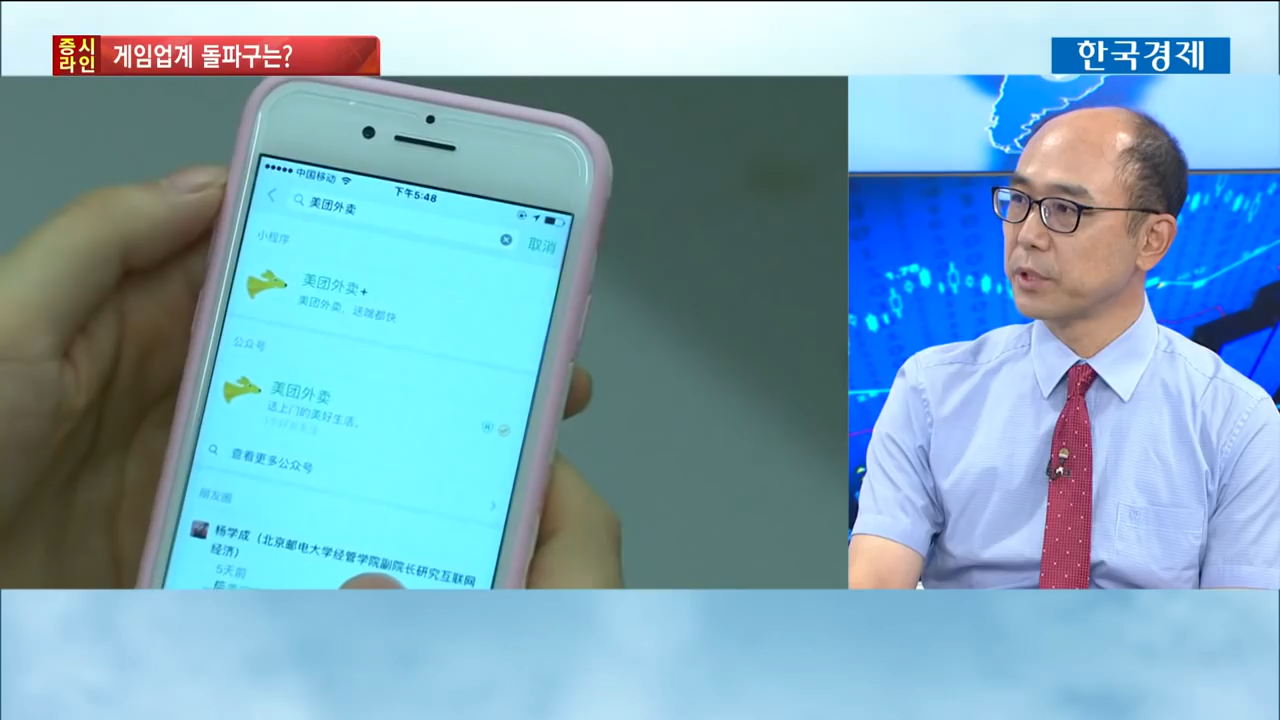 증시
라인
게임업계 돌파구는?
한국경제
中国移动
下午5:48
美团外卖
取消
小程序
美团外卖+
美团外卖，送啥都快
公众号
美团外卖
送上门的美好生活。
查看更多公众号
朋友圈
杨学成（北京邮电大学经管学院副院长研究互联网
经济）
5天前